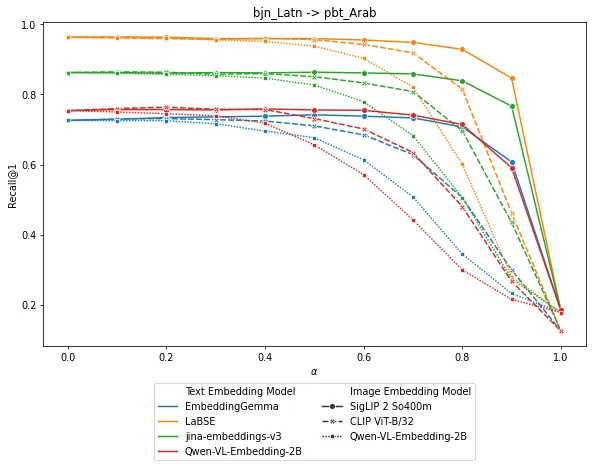 bjn_Latn -> pbt_Arab
Recall@1
1.0
0.8
0.6
0.4
0.2
0.0 0.2 0.4 0.6 0.8 1.0
α
Text Embedding Model Image Embedding Model
EmbeddingGemma SigLIP 2 So400m
LaBSE CLIP ViT-B/32
jina-embeddings-v3 Qwen-VL-Embedding-2B
Qwen-VL-Embedding-2B